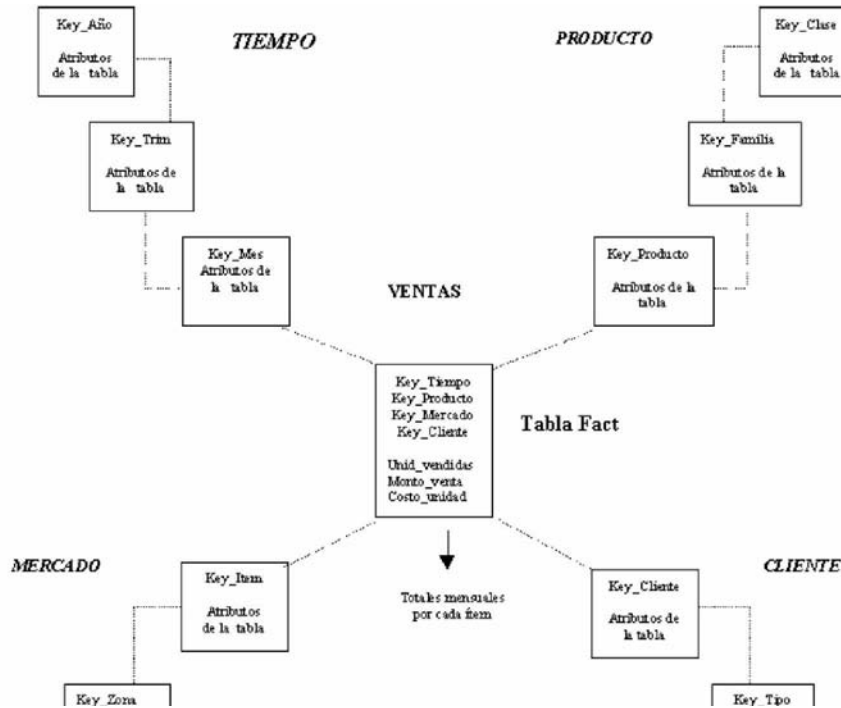 Key_Año
Atributos
de la tabla
TIEMPO
PRODUCTO
Key_Clase
Atributos
de la tabla
Key_Trim
Atributos de
la tabla
Key_Familia
Atributos de la
tabla
Key_Mes
Atributos de
la tabla
VENTAS
Key_Producto
Atributos de la
tabla
Key_Tiempo
Key_Producto
Key_Mercado
Key_Cliente
Unid_vendidas
Monto_venta
Costo_unidad
Tabla Fact
MERCADO
Key_Item
Atributos
de la tabla
Totales mensuales
por cada ítem
Key_Cliente
Atributos de
la tabla
CLIENTE
Key_Zona
Key_Tipo